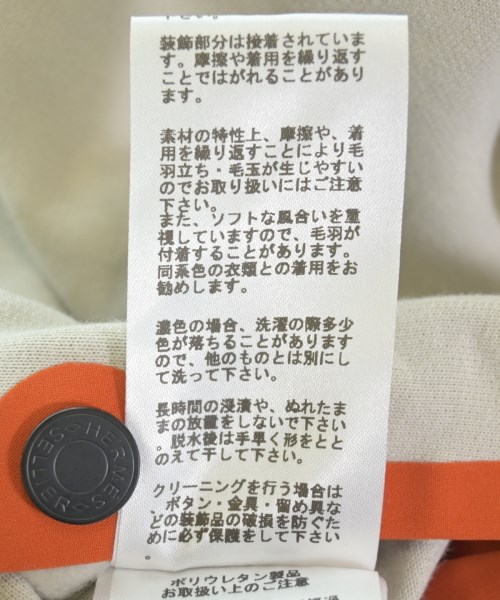 下さい。
装飾部分は接着されていま
す。摩擦や着用を繰り返す
ことではがれることがあり
ます。
素材の特性上、摩擦や、着
用を繰り返すことにより毛
羽立ち・毛玉が生じやすい
のでお取り扱いにはご注意
下さい。
また、ソフトな風合いを重
視していますので、毛羽が
付着することがあります。
同系色の衣類との着用をお
勧めします。
濃色の場合、洗濯の際多少
色が落ちることがあります
ので、他のものとは別にし
て洗って下さい。
長時間の浸漬や、ぬれたま
まの放置をしないで下さい
。脱水後は手早く形をとと
のえて干して下さい。
クリーニングを行う場合は
、ボタン・金具・留め具な
どの装飾品の破損を防ぐた
めに必ず保護をして下さい
。
ポリウレタン製品
お取扱い上のご注意
HERMES
SELLIER